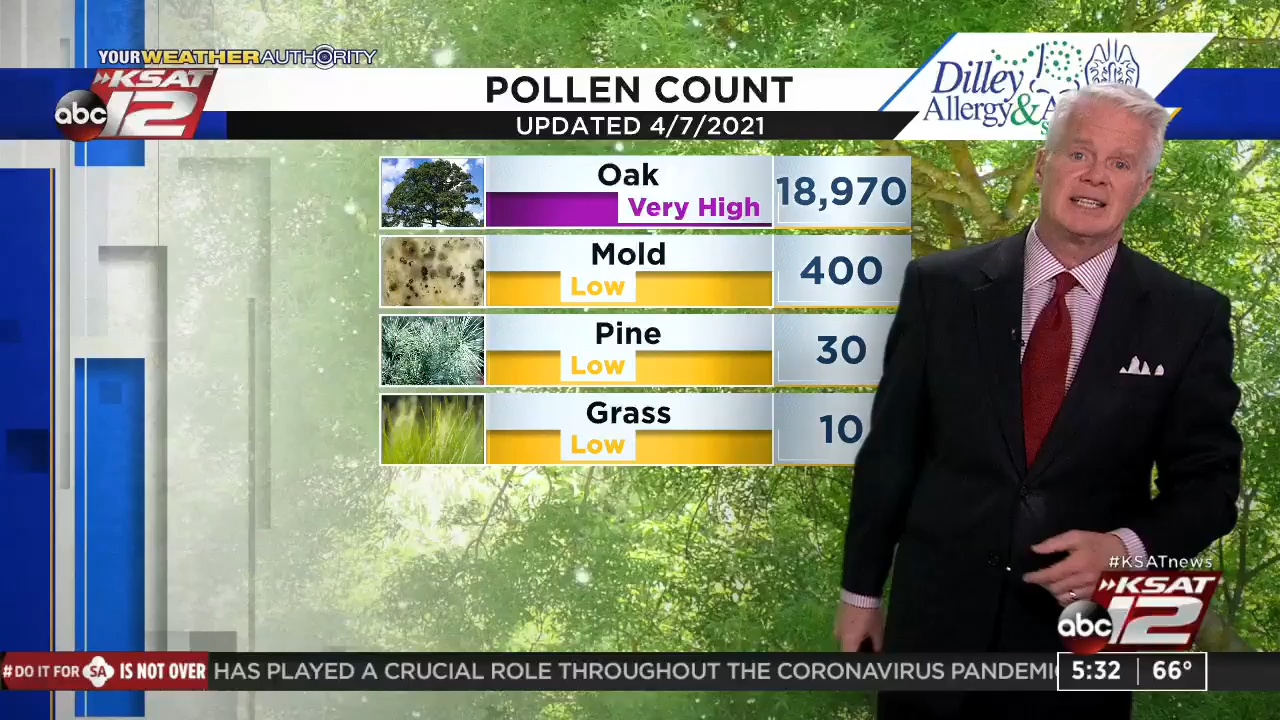 YOUR WEATHER AUTHORITY
KSAT
abc 12
POLLEN COUNT
UPDATED 4/7/2021
Dilley
Allergy &
Oak
Very High
18,970
Mold
Low
400
Pine
Low
30
Grass
Low
10
#KSATnews
KSAT
abc 12
#DO IT FOR SA IS NOT OVER
HAS PLAYED A CRUCIAL ROLE THROUGHOUT THE CORONAVIRUS PANDEMI
5:32 66°